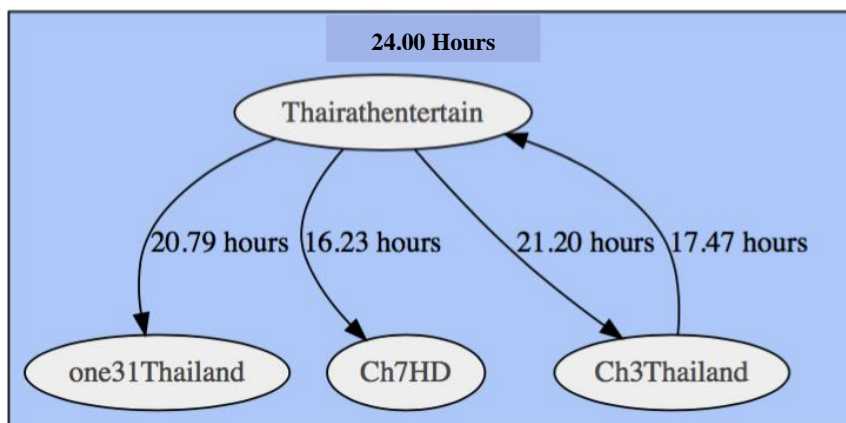 24.00 Hours
Thairathentertain
20.79 hours
16.23 hours
21.20 hours
17.47 hours
one31Thailand
Ch7HD
Ch3Thailand